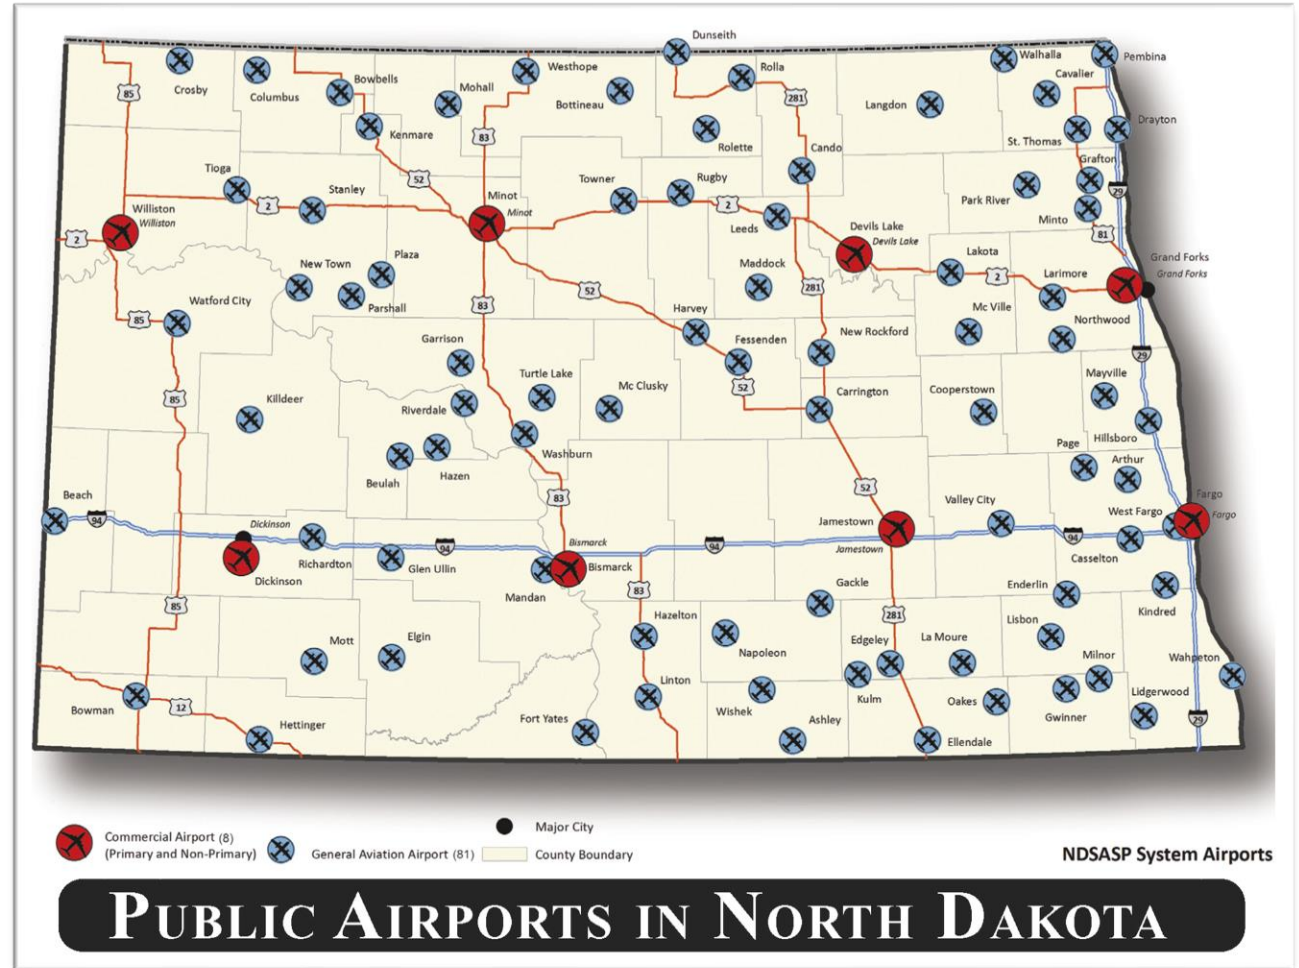 Dunseith
Walhalla
Pembina
Crosby
Columbus
Bowbells
Mohall
Westhope
Bottineau
Rolla
Langdon
Cavalier
85
83
281
Kenmare
Rolette
Cando
St. Thomas
Drayton
Grafton
29
Tioga
Stanley
52
Towner
Rugby
Park River
Minto
2
2
Minot
Minot
Williston
Williston
Leeds
Devils Lake
Devils Lake
81
2
New Town
Plaza
Parshall
Maddock
Lakota
Larimore
Grand Forks
Grand Forks
2
52
281
83
Watford City
85
Harvey
Mc Ville
Northwood
Garrison
Fessenden
New Rockford
29
Turtle Lake
Mc Clusky
52
Carrington
Cooperstown
Mayville
Killdeer
85
Riverdale
Hillsboro
Washburn
Page
Arthur
Beulah
Hazen
83
52
Beach
94
Dickinson
Dickinson
Richardton
Glen Ullin
94
Bismarck
Bismarck
Mandan
94
Jamestown
Jamestown
Valley City
94
West Fargo
Casselton
Fargo
Fargo
85
83
Gackle
Enderlin
Kindred
Hazelton
281
Lisbon
Mott
Elgin
Napoleon
Edgeley
La Moure
Milnor
Wahpeton
Linton
Kulm
Bowman
12
Wishek
Oakes
Gwinner
Lidgerwood
Hettinger
Fort Yates
Ashley
Ellendale
29
Commercial Airport (8)
(Primary and Non-Primary)
General Aviation Airport (81)
Major City
County Boundary
NDSASP System Airports
PUBLIC AIRPORTS IN NORTH DAKOTA